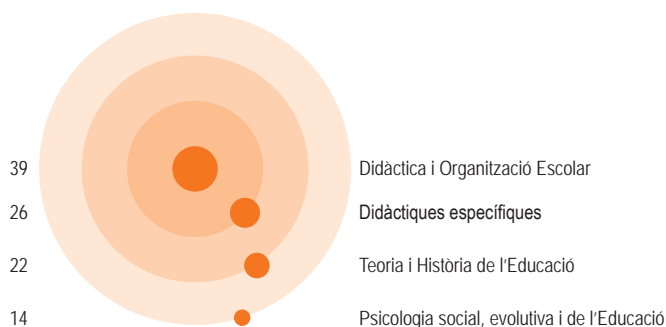 39 Didàctica i Organització Escolar
26 Didàctiques específiques
22 Teoria i Història de l'Educació
14 Psicologia social, evolutiva i de l'Educació